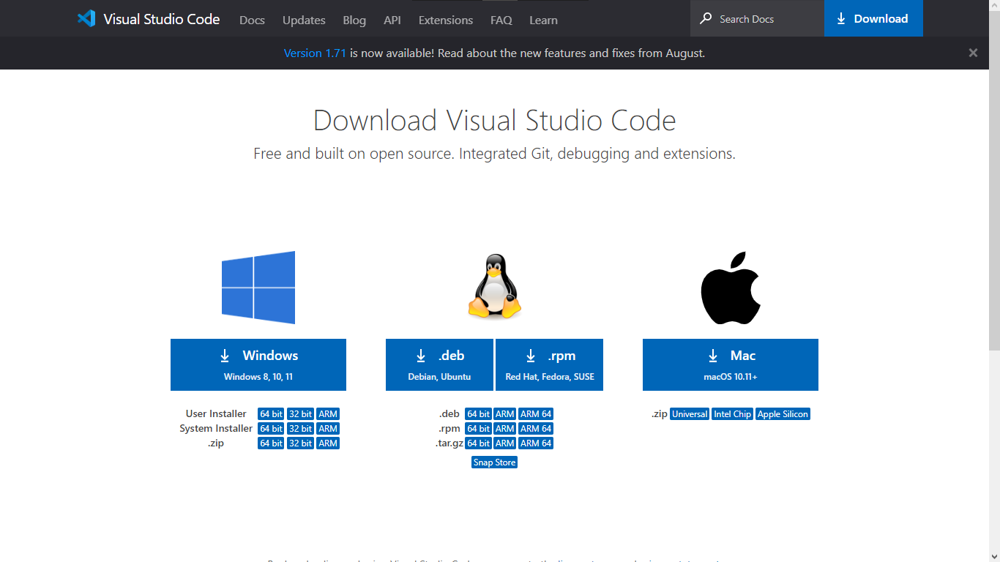 Visual Studio Code Docs Updates Blog API Extensions FAQ Learn Search Docs Download
Version 1.71 is now available! Read about the new features and fixes from August.
Download Visual Studio Code
Free and built on open source. Integrated Git, debugging and extensions.
Windows
Windows 8, 10, 11
.deb
Debian, Ubuntu
.rpm
Red Hat, Fedora, SUSE
Mac
macOS 10.11+
User Installer 64 bit 32 bit ARM
System Installer 64 bit 32 bit ARM
.zip 64 bit 32 bit ARM
.deb 64 bit ARM ARM 64
.rpm 64 bit ARM ARM 64
.tar.gz 64 bit ARM ARM 64
Snap Store
.zip Universal Intel Chip Apple Silicon